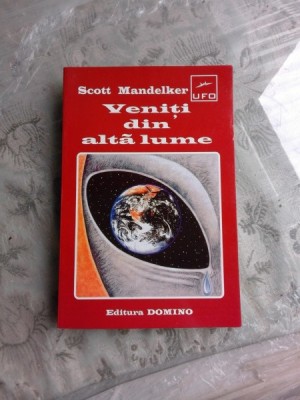 Scott Mandelker
UFO
Veniți
din
altă lume
Editura DOMINO